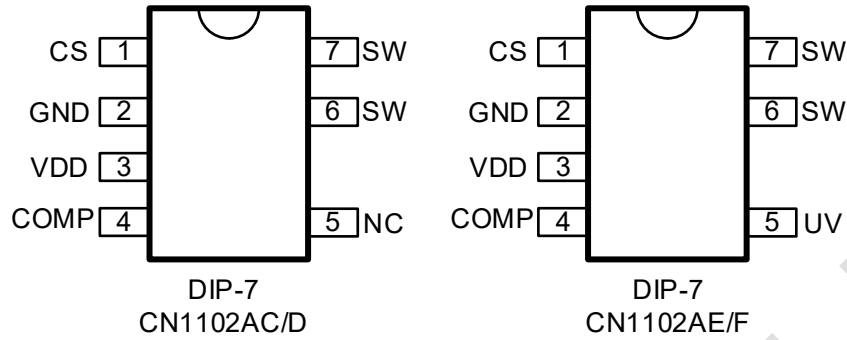 CS 1 7 SW
GND 2 6 SW
VDD 3
COMP 4 5 NC
DIP-7
CN1102AC/D
CS 1 7 SW
GND 2 6 SW
VDD 3
COMP 4 5 UV
DIP-7
CN1102AE/F